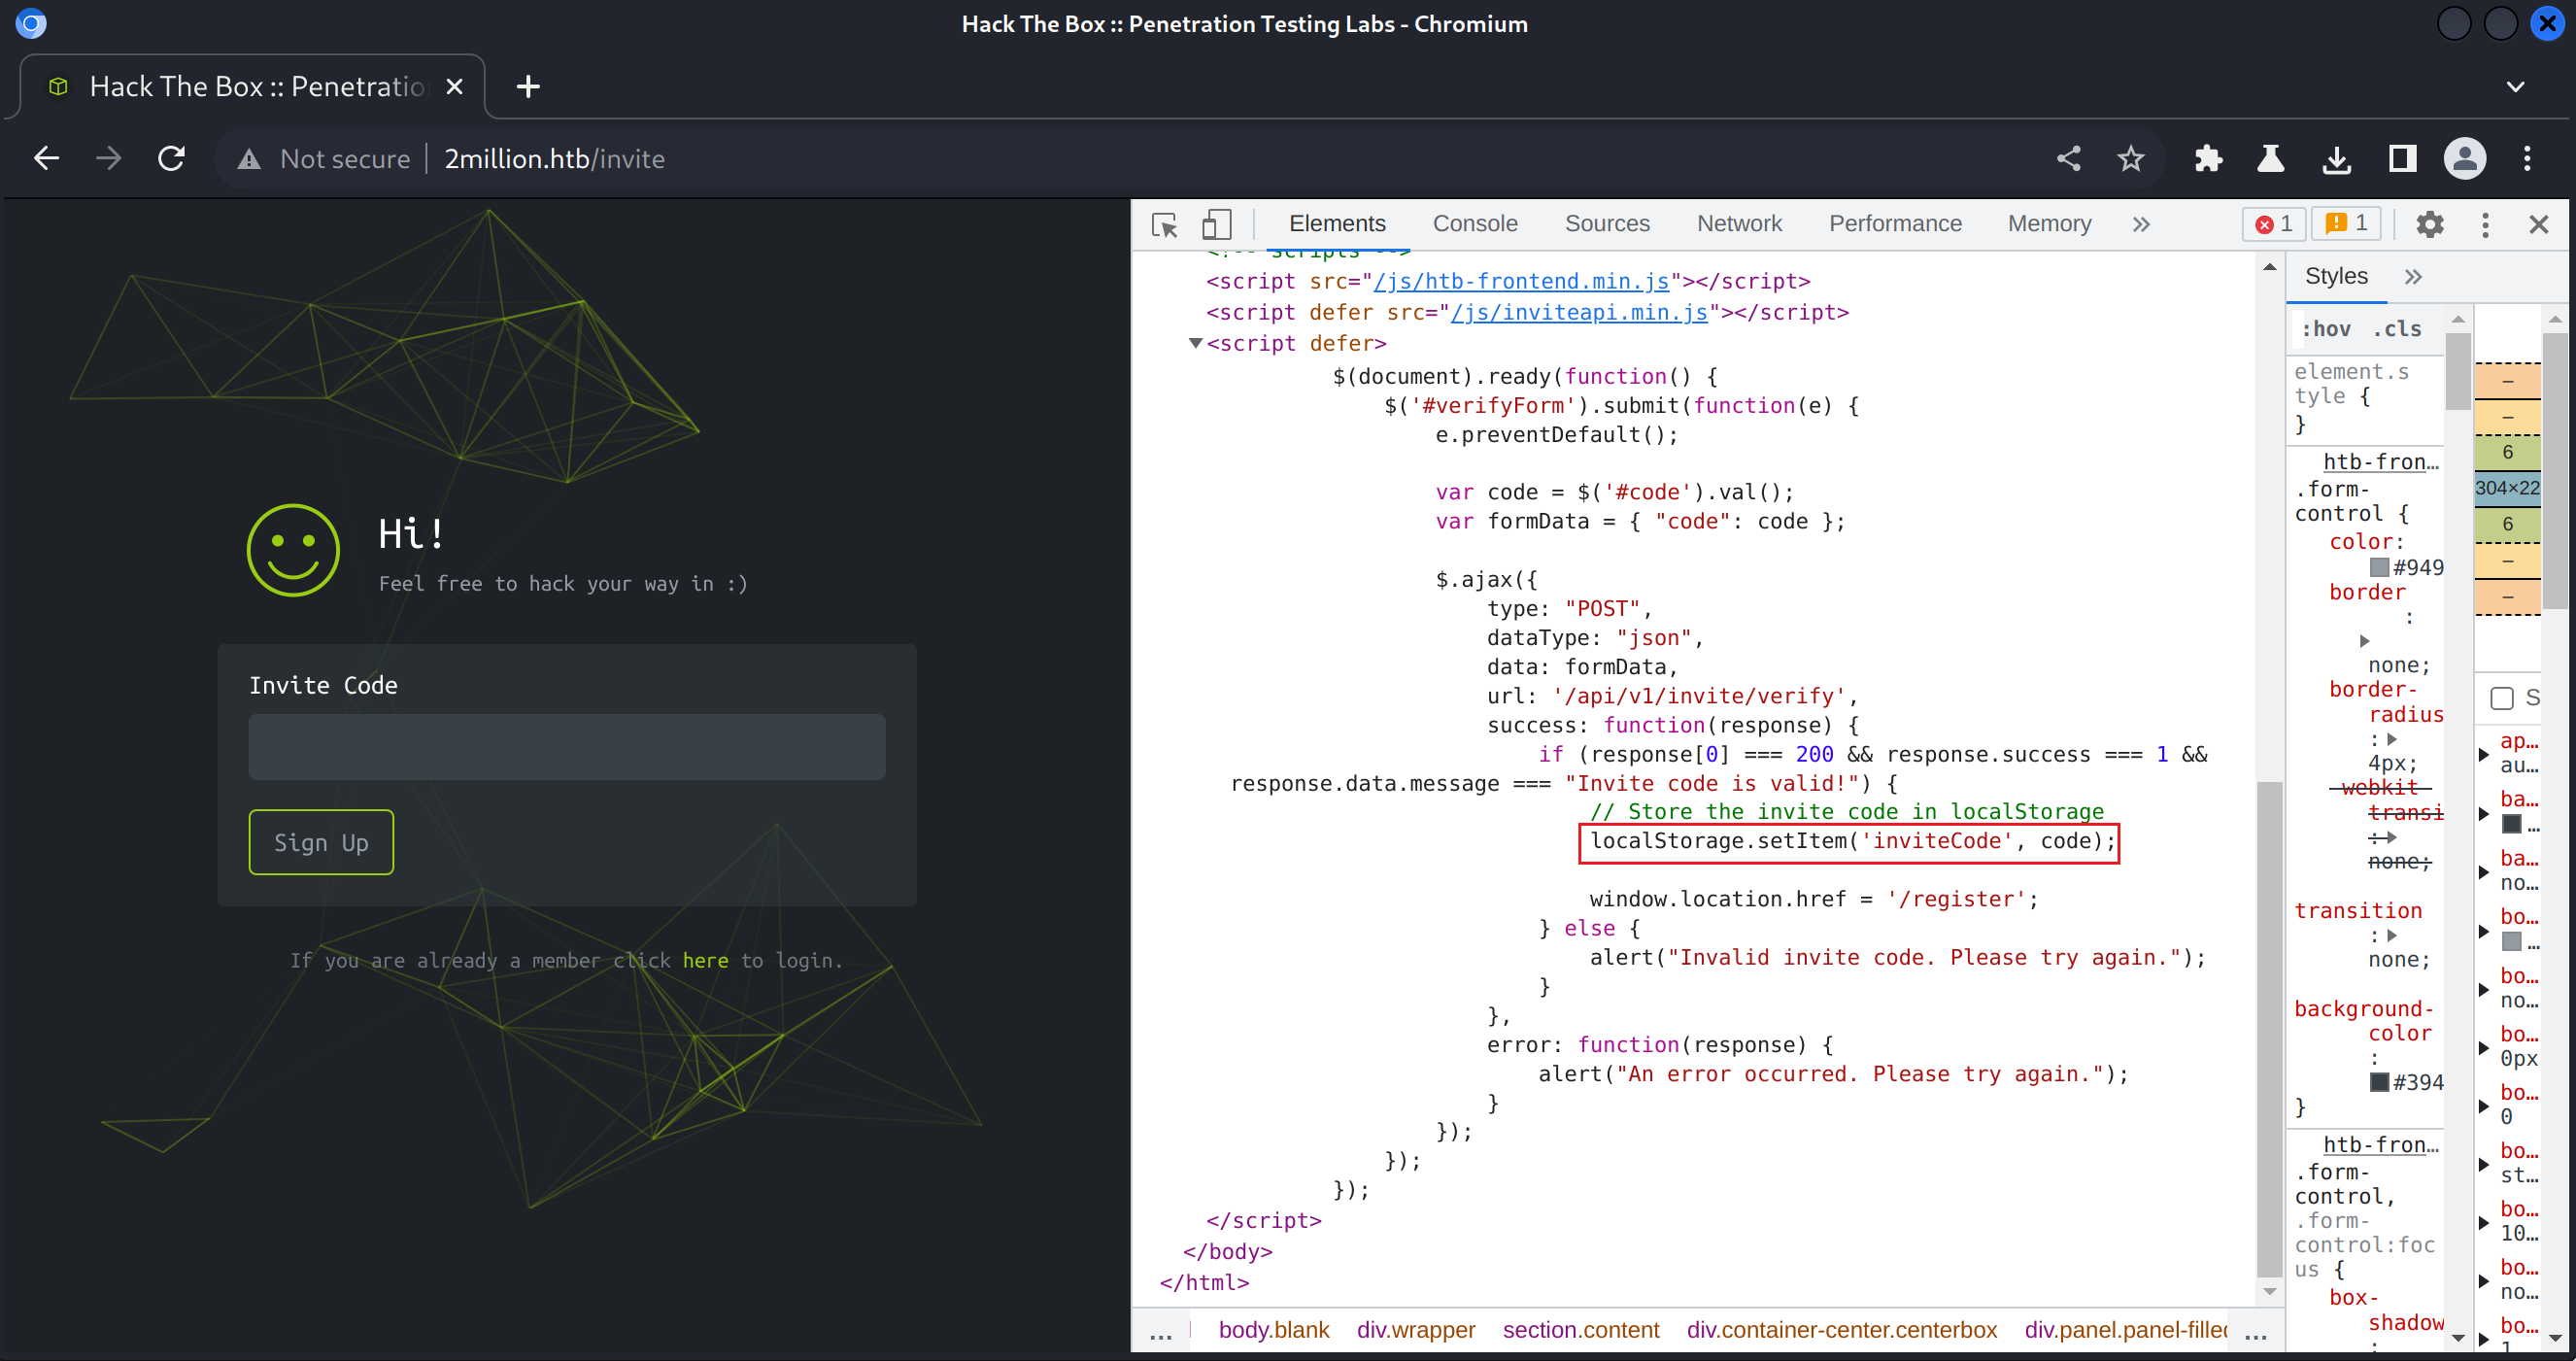 Hack The Box :: Penetration Testing Labs - Chromium
Hack The Box :: Penetratio
Not secure
2million.htb/invite
Hi!
Feel free to hack your way in :)
Invite Code
Sign Up
If you are already a member click here to login.
Elements Console Sources Network Performance Memory
1 1
<!-- scripts -->
<script src="/js/htb-frontend.min.js"></script>
<script defer src="/js/inviteapi.min.js"></script>
<script defer>
$(document).ready(function() {
$('#verifyForm').submit(function(e) {
e.preventDefault();
var code = $('#code').val();
var formData = { "code": code };
$.ajax({
type: "POST",
dataType: "json",
data: formData,
url: '/api/v1/invite/verify',
success: function(response) {
if (response[0] === 200 && response.success === 1 &&
response.data.message === "Invite code is valid!") {
// Store the invite code in localStorage
localStorage.setItem('inviteCode', code);
window.location.href = '/register';
} else {
alert("Invalid invite code. Please try again.");
}
},
error: function(response) {
alert("An error occurred. Please try again.");
}
});
});
});
</script>
</body>
</html>
... body.blank div.wrapper section.content div.container-center.centerbox div.panel.panel-filled ...
Styles
:hov .cls
element.s
tyle {
}
htb-fron…
.form-
control {
color:
#949
border
:
none;
border-
radius
:
4px;
-webkit-
transi
:
none;
transition
:
none;
background-
color
:
#394
}
htb-fron…
.form-
control,
.form-
control:foc
us {
box-
shadow
:
–
–
6
304×22
6
–
–
S
ap…
au…
ba…
…
ba…
no…
bo…
…
bo…
no…
bo…
0px
bo…
0
bo…
st…
bo…
10…
bo…
no…
bo…
1